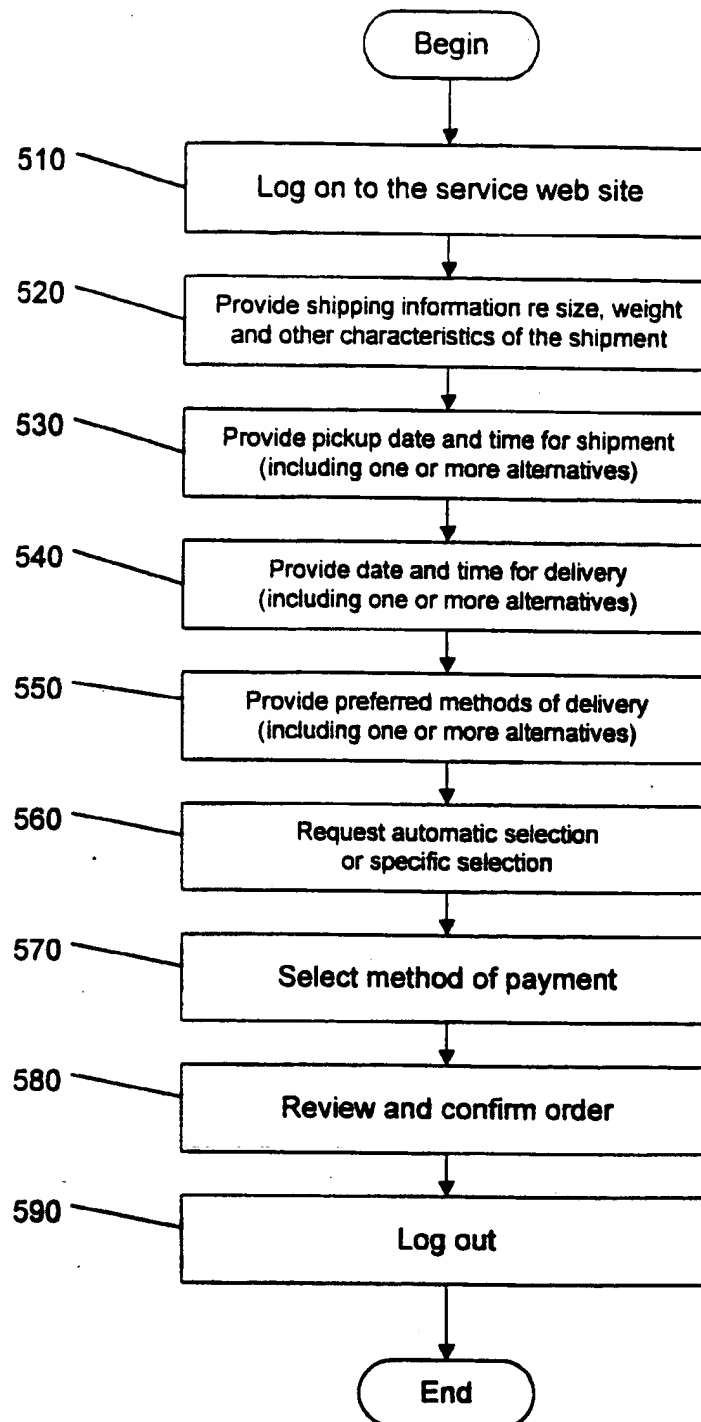 Begin
510
Log on to the service web site
520
Provide shipping information re size, weight
and other characteristics of the shipment
530
Provide pickup date and time for shipment
(including one or more alternatives)
540
Provide date and time for delivery
(including one or more alternatives)
550
Provide preferred methods of delivery
(including one or more alternatives)
560
Request automatic selection
or specific selection
570
Select method of payment
580
Review and confirm order
590
Log out
End